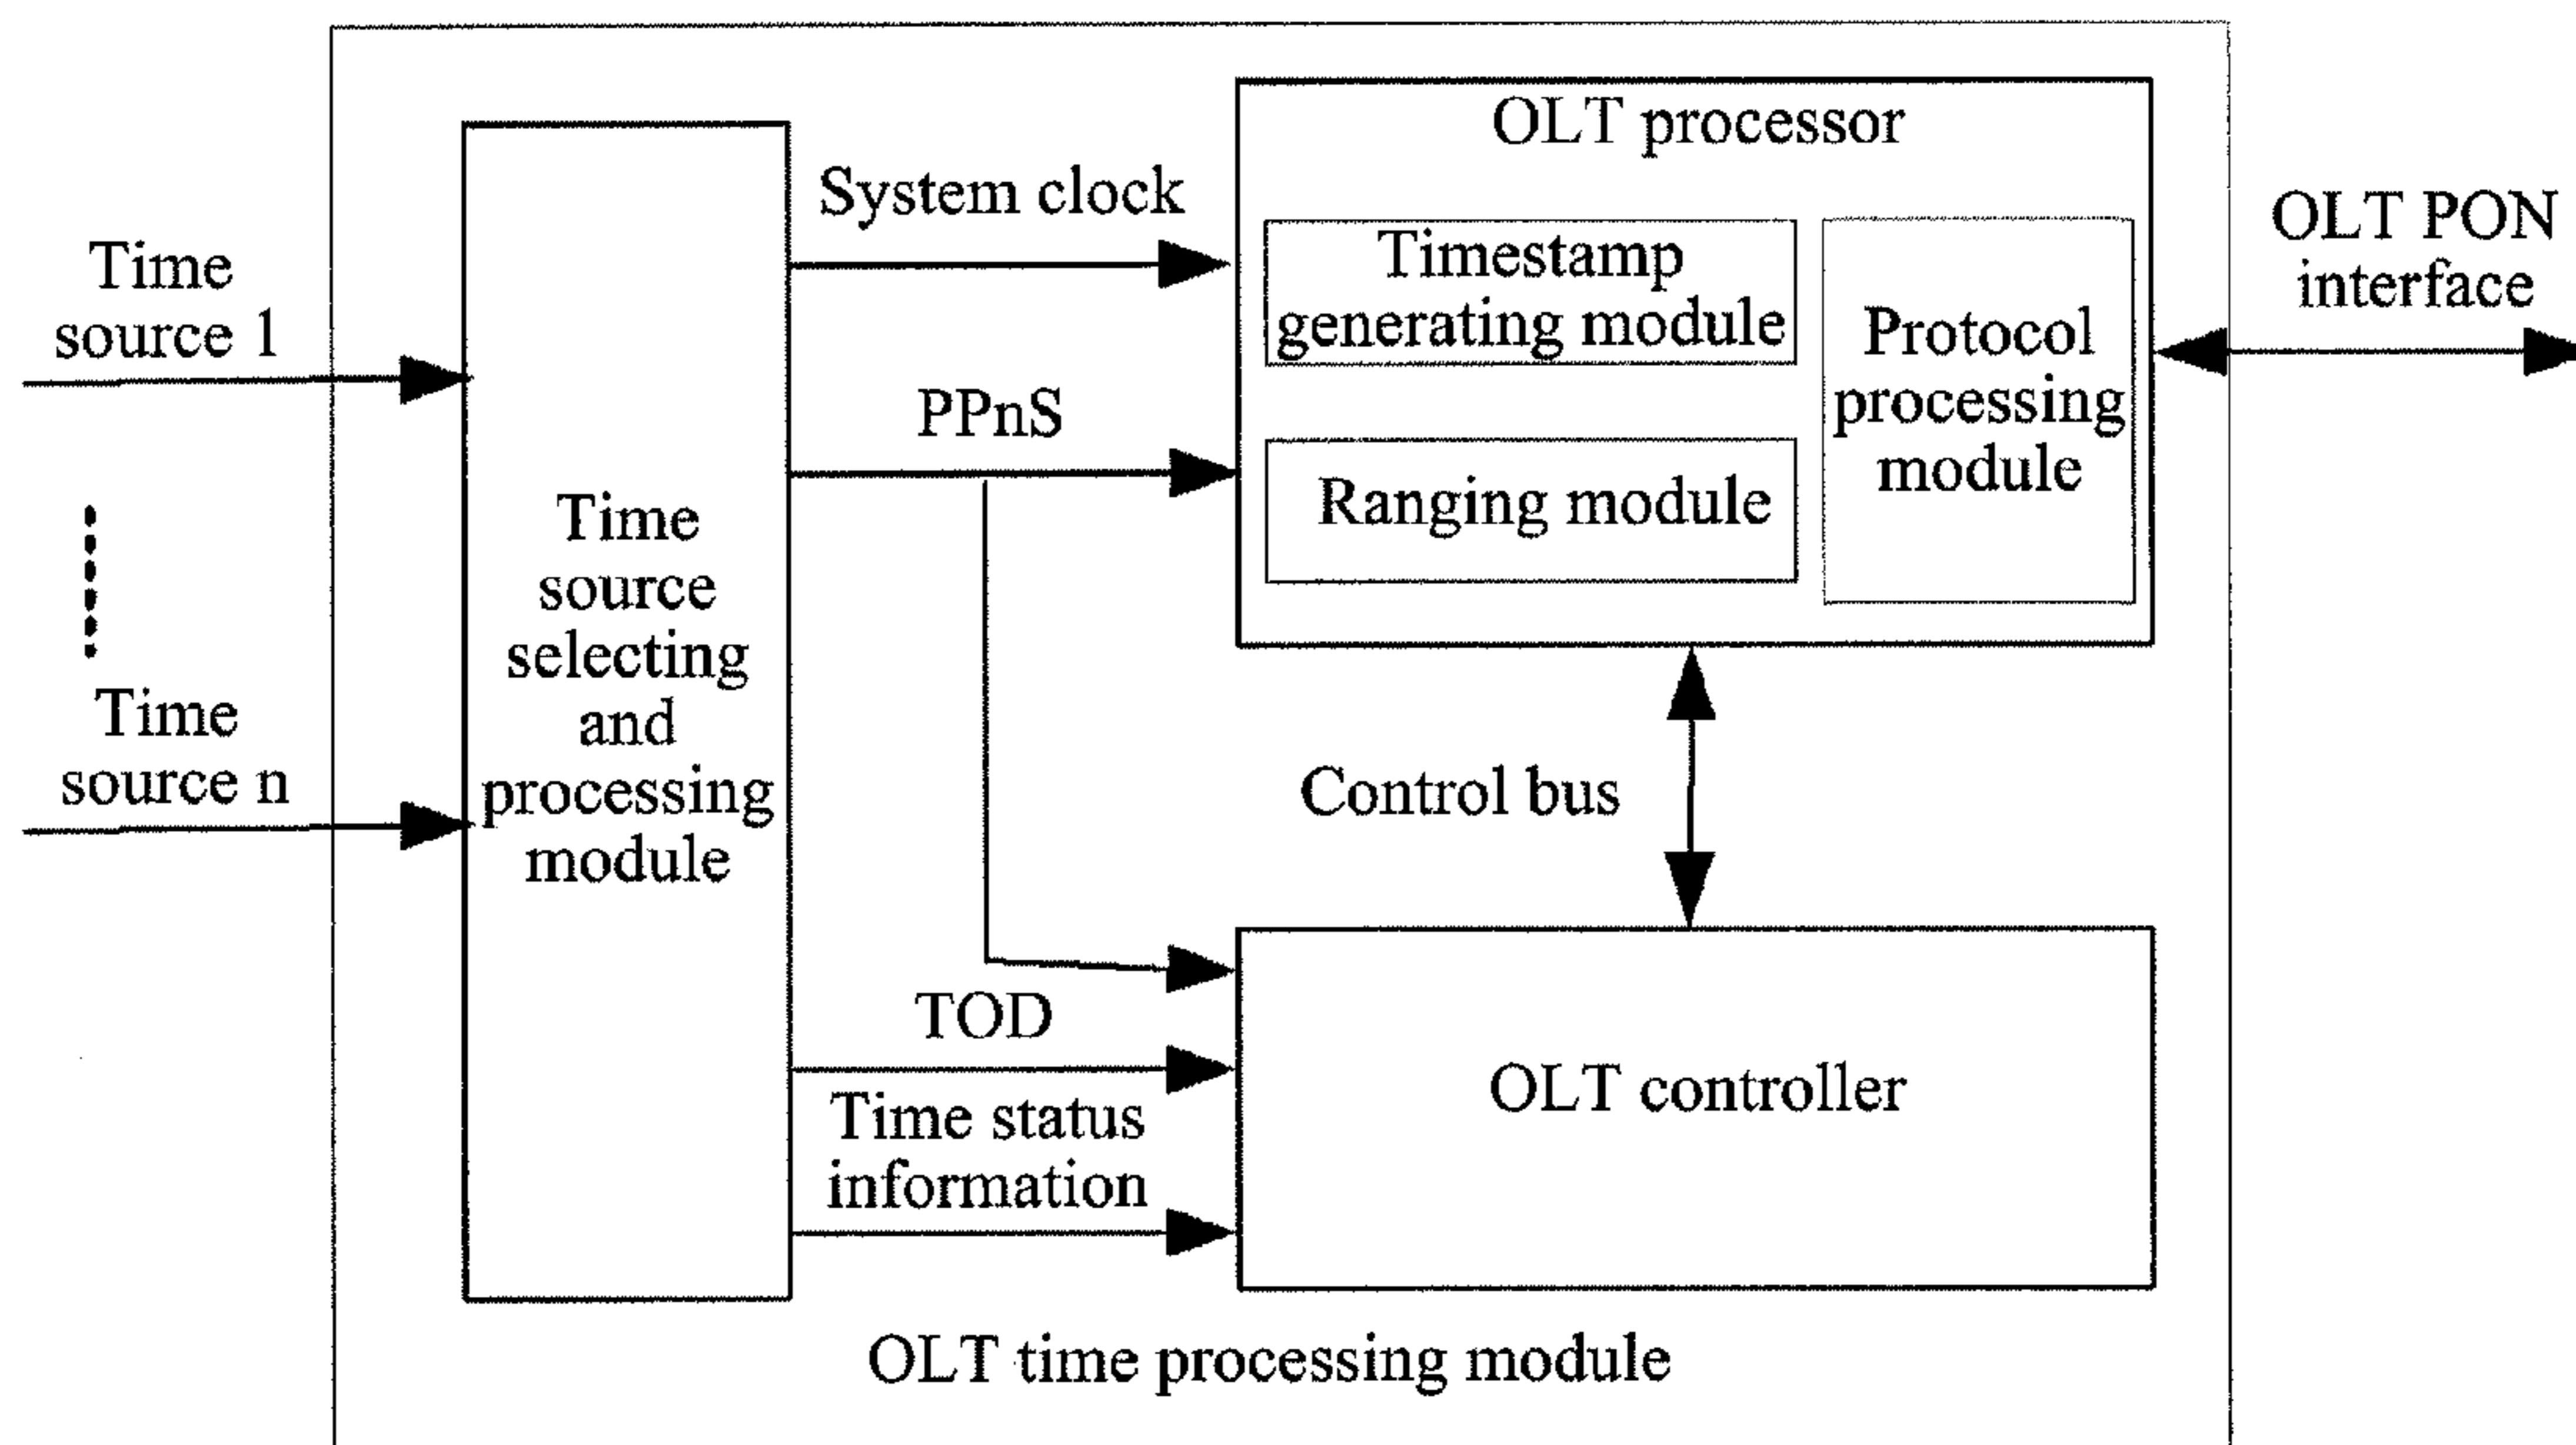 Time
source 1
Time
source n
Time
source
selecting
and
processing
module
System clock
PPnS
TOD
Time status
information
OLT processor
Timestamp
generating module
Ranging module
Protocol
processing
module
OLT PON
interface
Control bus
OLT controller
OLT time processing module